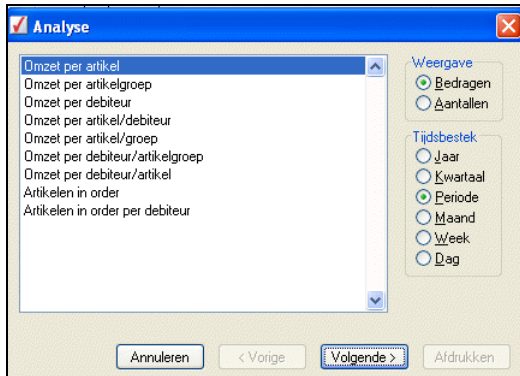 Analyse
Omzet per artikel
Omzet per artikelgroep
Omzet per debiteur
Omzet per artikel/debiteur
Omzet per artikel/groep
Omzet per debiteur/artikelgroep
Omzet per debiteur/artikel
Artikelen in order
Artikelen in order per debiteur
Weergave
Bedragen
Aantallen
Tijdsbestek
Jaar
Kwartaal
Periode
Maand
Week
Dag
Annuleren
< Vorige
Volgende >
Afdrukken